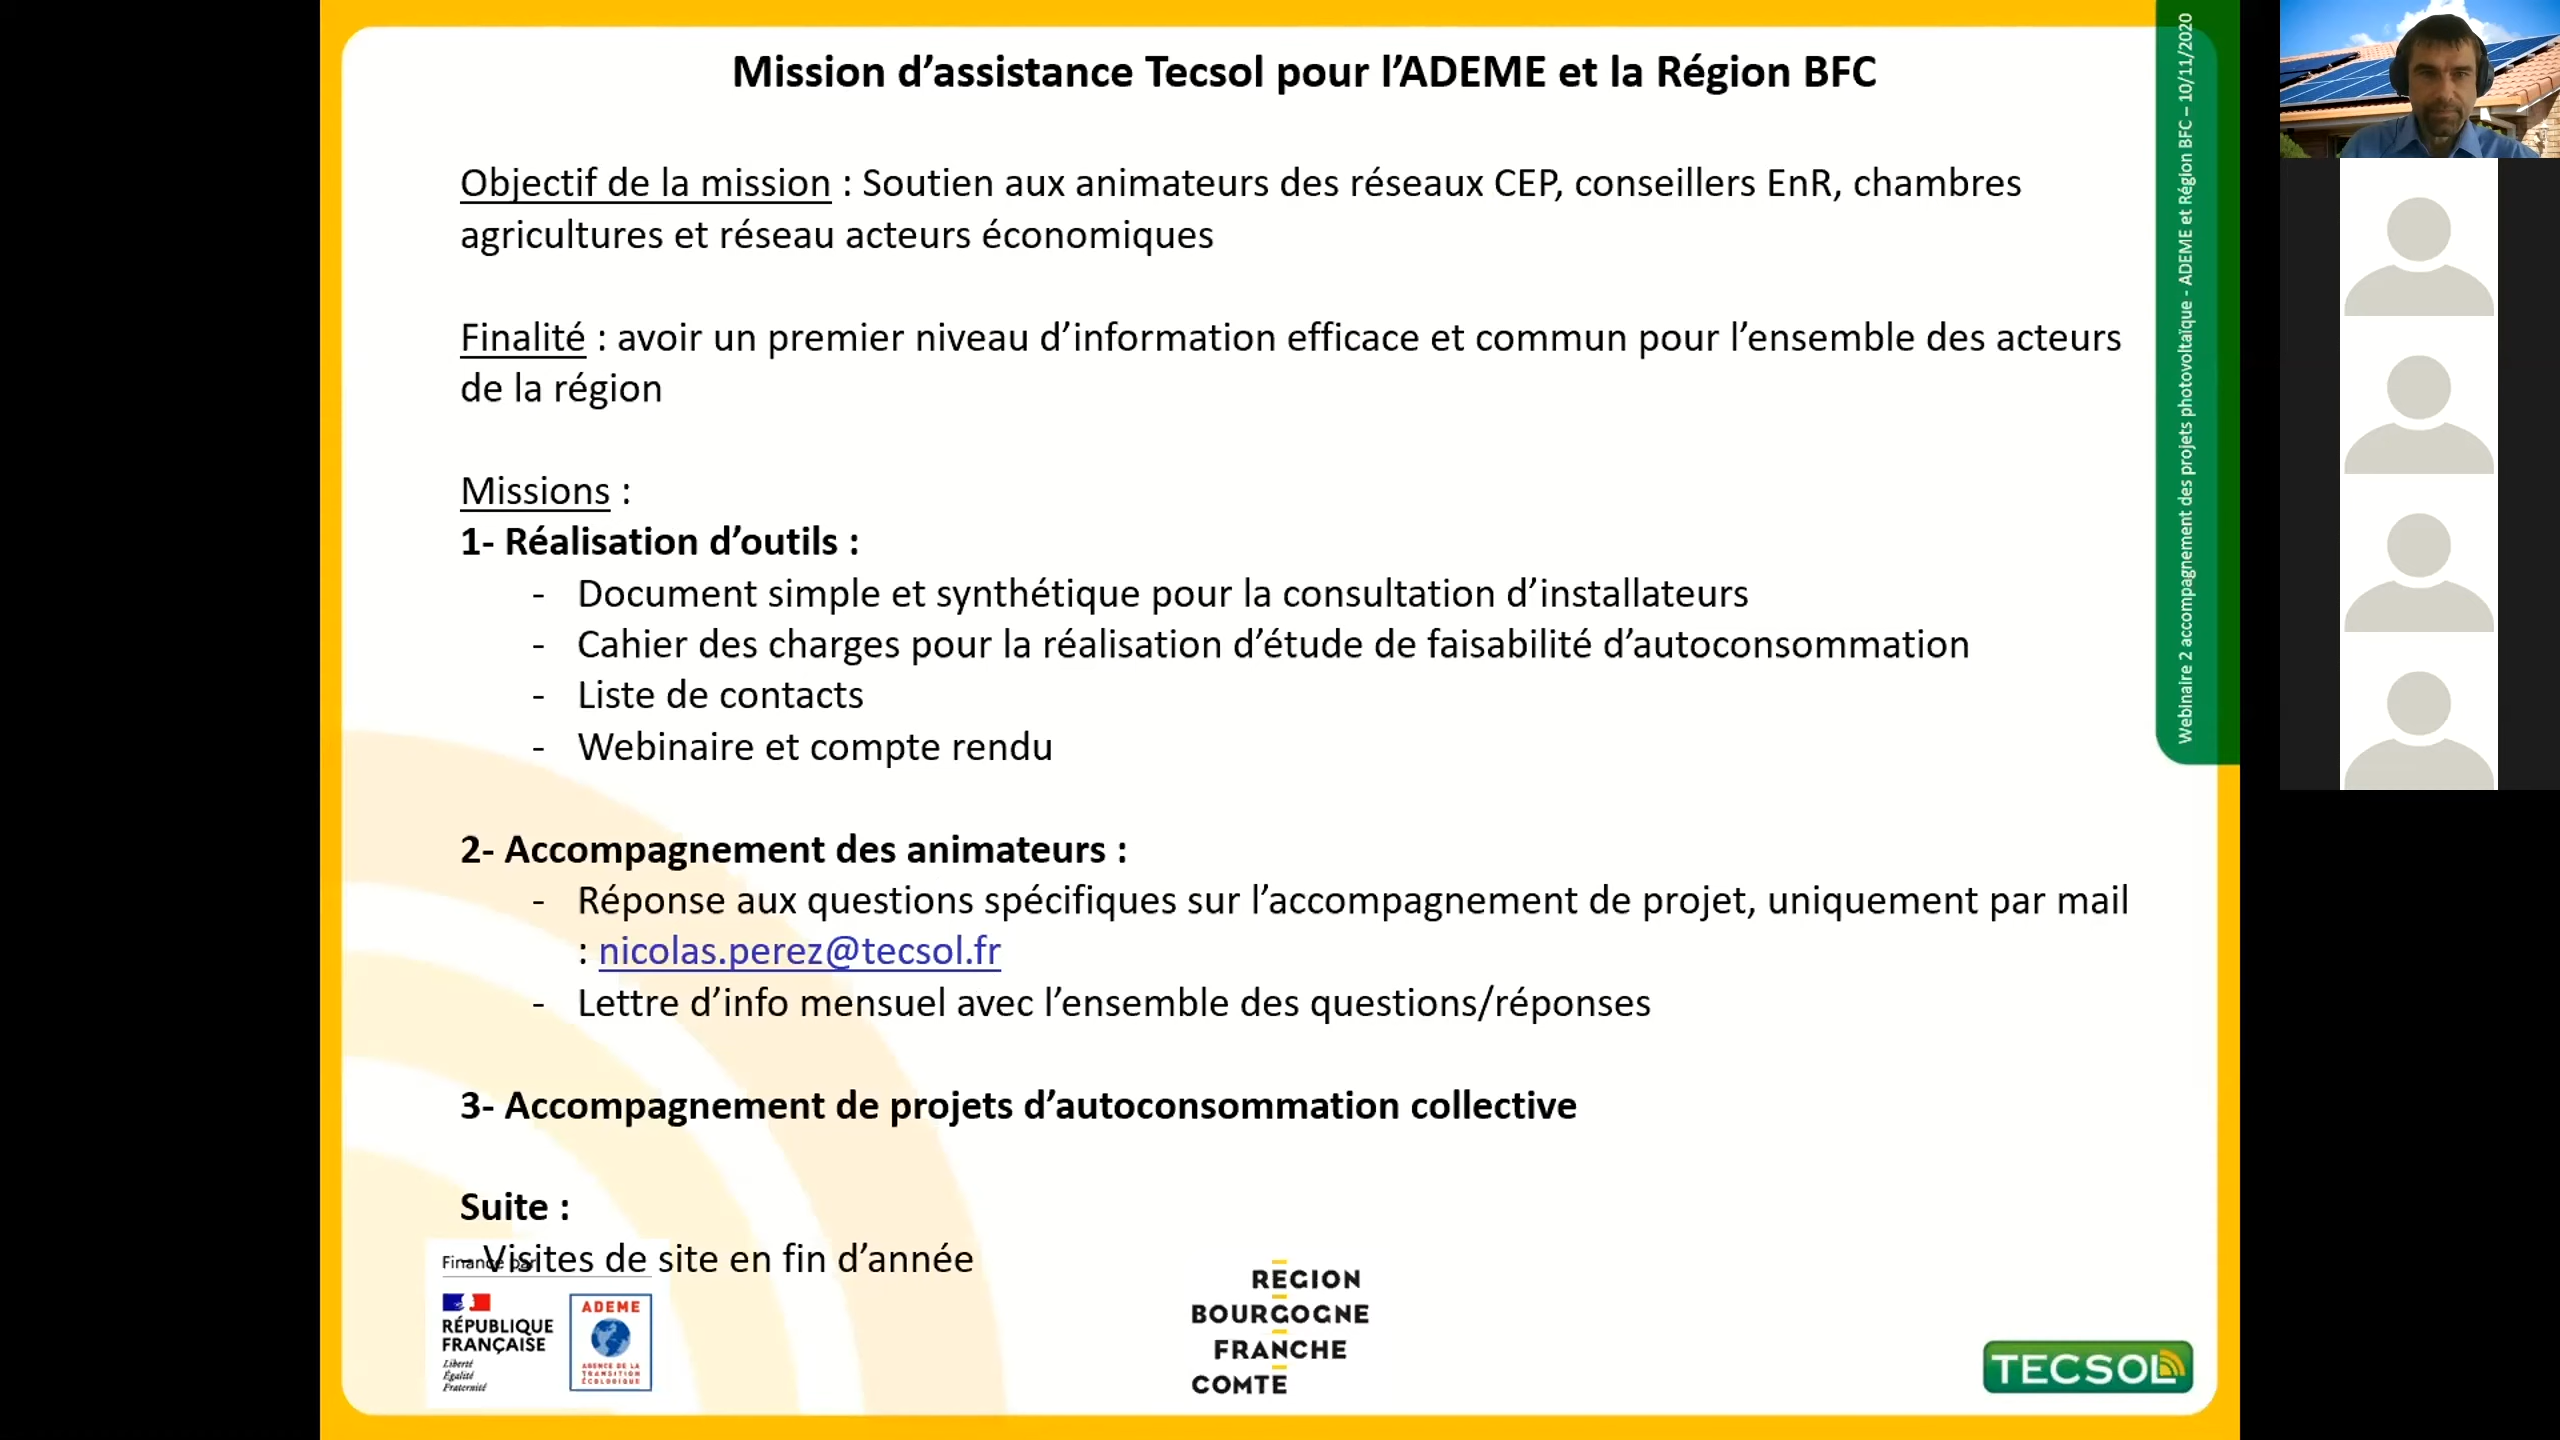 Mission d’assistance Tecsol pour l’ADEME et la Région BFC
Objectif de la mission : Soutien aux animateurs des réseaux CEP, conseillers EnR, chambres
agricultures et réseau acteurs économiques
Finalité : avoir un premier niveau d’information efficace et commun pour l’ensemble des acteurs
de la région
Missions :
1- Réalisation d’outils :
- Document simple et synthétique pour la consultation d’installateurs
- Cahier des charges pour la réalisation d’étude de faisabilité d’autoconsommation
- Liste de contacts
- Webinaire et compte rendu
2- Accompagnement des animateurs :
- Réponse aux questions spécifiques sur l’accompagnement de projet, uniquement par mail
: nicolas.perez@tecsol.fr
- Lettre d’info mensuel avec l’ensemble des questions/réponses
3- Accompagnement de projets d’autoconsommation collective
Suite :
- Visites de site en fin d’année
Financé par
RÉPUBLIQUE
FRANÇAISE
Liberté
Égalité
Fraternité
ADEME
AGENCE DE LA
TRANSITION
ÉCOLOGIQUE
REGION
BOURGOGNE
FRANCHE
COMTE
TECSOL
Webinaire 2 accompagnement des projets photovoltaïque - ADEME et Région BFC – 10/11/2020